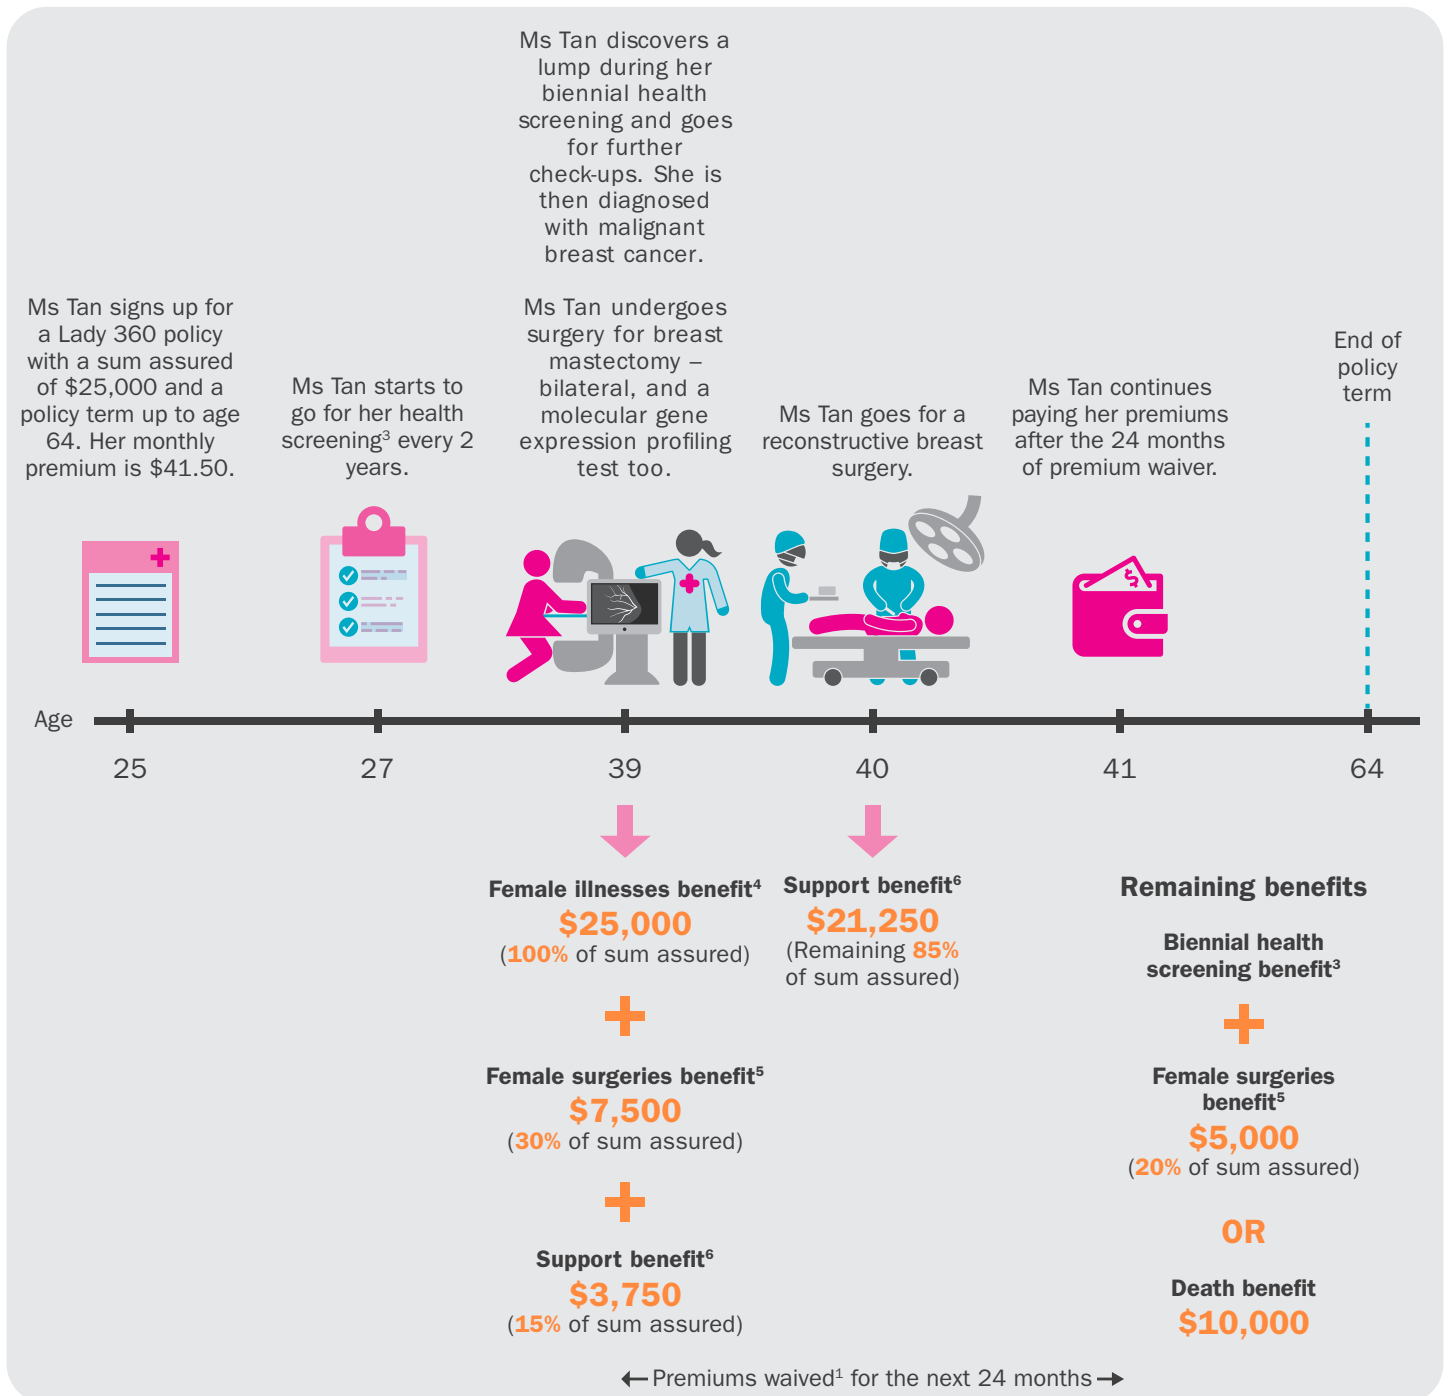 Ms Tan signs up for
a Lady 360 policy
with a sum assured
of $25,000 and a
policy term up to age
64. Her monthly
premium is $41.50.
Ms Tan starts to
go for her health
screening³ every 2
years.
Ms Tan discovers a
lump during her
biennial health
screening and goes
for further
check-ups. She is
then diagnosed
with malignant
breast cancer.
Ms Tan undergoes
surgery for breast
mastectomy –
bilateral, and a
molecular gene
expression profiling
test too.
Ms Tan goes for a
reconstructive breast
surgery.
Ms Tan continues
paying her premiums
after the 24 months
of premium waiver.
End of
policy
term
$
Age
25
27
39
40
41
64
Female illnesses benefit⁴
$25,000
(100% of sum assured)
+
Female surgeries benefit⁵
$7,500
(30% of sum assured)
+
Support benefit⁶
$3,750
(15% of sum assured)
Support benefit⁶
$21,250
(Remaining 85%
of sum assured)
Remaining benefits
Biennial health
screening benefit³
+
Female surgeries
benefit⁵
$5,000
(20% of sum assured)
OR
Death benefit
$10,000
←Premiums waived¹ for the next 24 months→